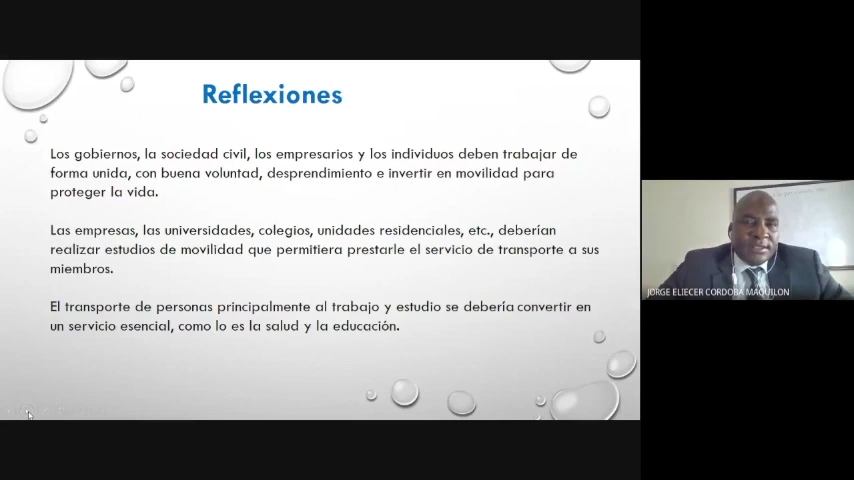 Reflexiones
Los gobiernos, la sociedad civil, los empresarios y los individuos deben trabajar de
forma unida, con buena voluntad, desprendimiento e invertir en movilidad para
proteger la vida.
Las empresas, las universidades, colegios, unidades residenciales, etc., deberían
realizar estudios de movilidad que permitiera prestarle el servicio de transporte a sus
miembros.
El transporte de personas principalmente al trabajo y estudio se debería convertir en
un servicio esencial, como lo es la salud y la educación.
JORGE ELIECER CORDOBA MAQUILON